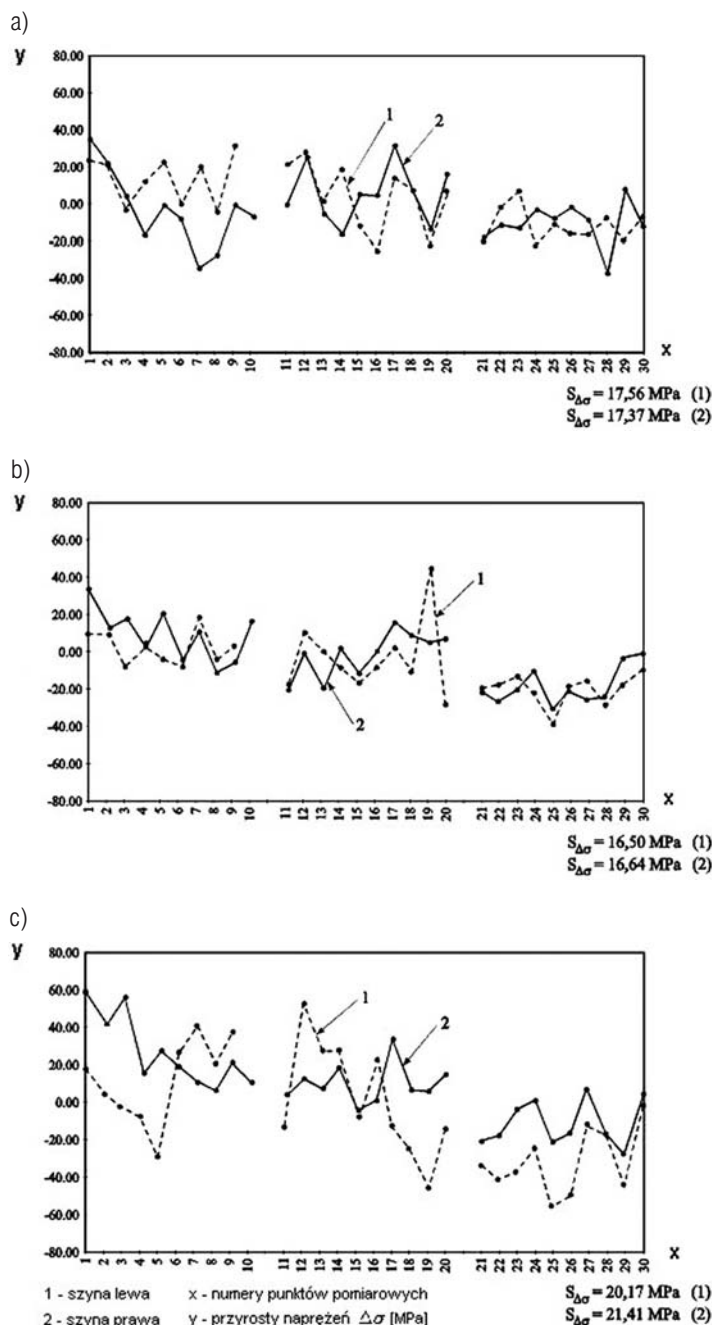 a)
y
80.00
60.00
40.00
20.00
0.00
-20.00
-40.00
-60.00
-80.00
1 2
1 2 3 4 5 6 7 8 9 10 11 12 13 14 15 16 17 18 19 20 21 22 23 24 25 26 27 28 29 30
x
SΔσ = 17,56 MPa (1)
SΔσ = 17,37 MPa (2)
b)
y
80.00
60.00
40.00
20.00
0.00
-20.00
-40.00
-60.00
-80.00
1
2
1 2 3 4 5 6 7 8 9 10 11 12 13 14 15 16 17 18 19 20 21 22 23 24 25 26 27 28 29 30
x
SΔσ = 16,50 MPa (1)
SΔσ = 16,64 MPa (2)
c)
y
80.00
60.00
40.00
20.00
0.00
-20.00
-40.00
-60.00
-80.00
1
2
1 2 3 4 5 6 7 8 9 10 11 12 13 14 15 16 17 18 19 20 21 22 23 24 25 26 27 28 29 30
x
1 - szyna lewa x - numery punktów pomiarowych SΔσ = 20,17 MPa (1)
2 - szyna prawa y - przyrosty naprężeń Δσ [MPa] SΔσ = 21,41 MPa (2)